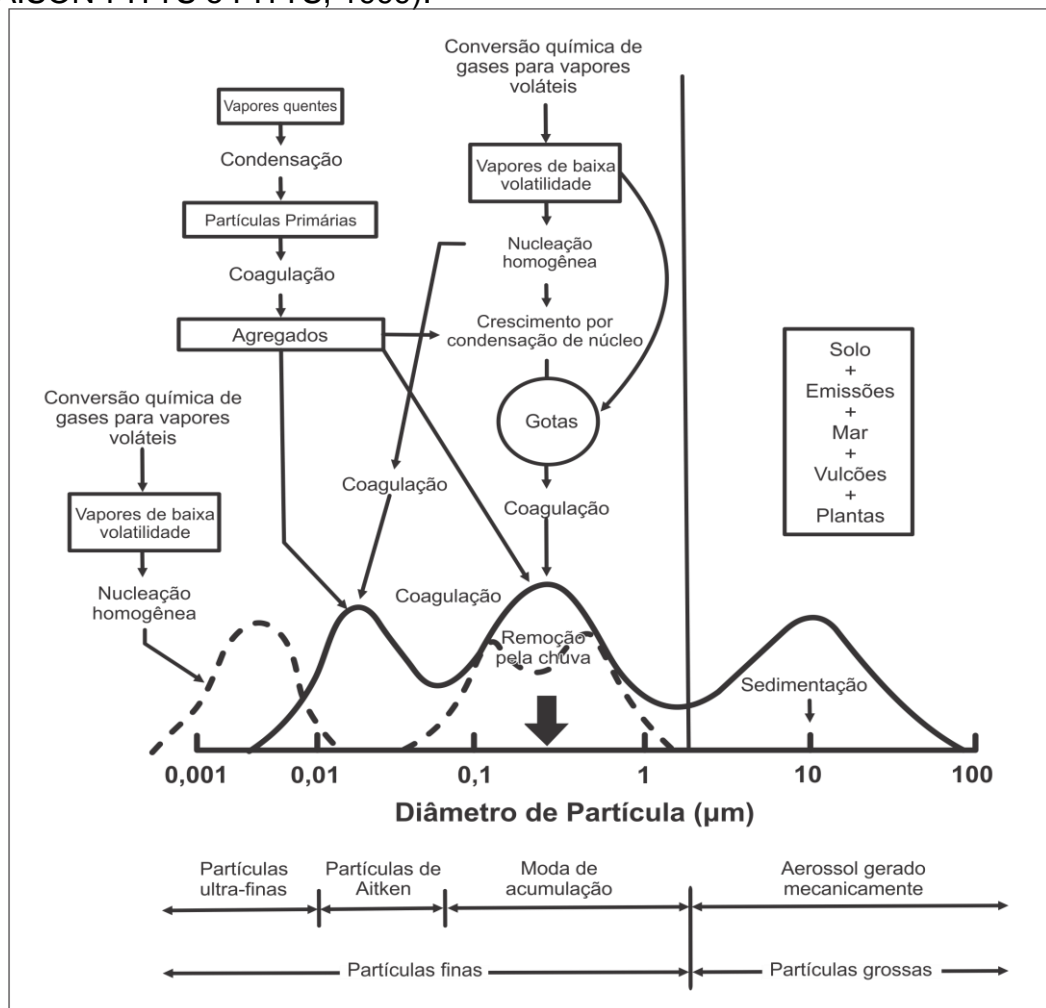 Conversão química de
gases para vapores
voláteis
Vapores quentes
Condensação
Vapores de baixa
volatilidade
Partículas Primárias
Nucleação
homogênea
Coagulação
Agregados
Crescimento por
condensação de núcleo
Solo
+
Emissões
+
Mar
+
Vulcões
+
Plantas
Conversão química de
gases para vapores
voláteis
Gotas
Coagulação
Coagulação
Vapores de baixa
volatilidade
Nucleação
homogênea
Coagulação
Remoção
pela chuva
Sedimentação
0,001 0,01 0,1 1 10 100
Diâmetro de Partícula (µm)
Partículas
ultra-finas
Partículas de
Aitken
Moda de
acumulação
Aerossol gerado
mecanicamente
Partículas finas
Partículas grossas